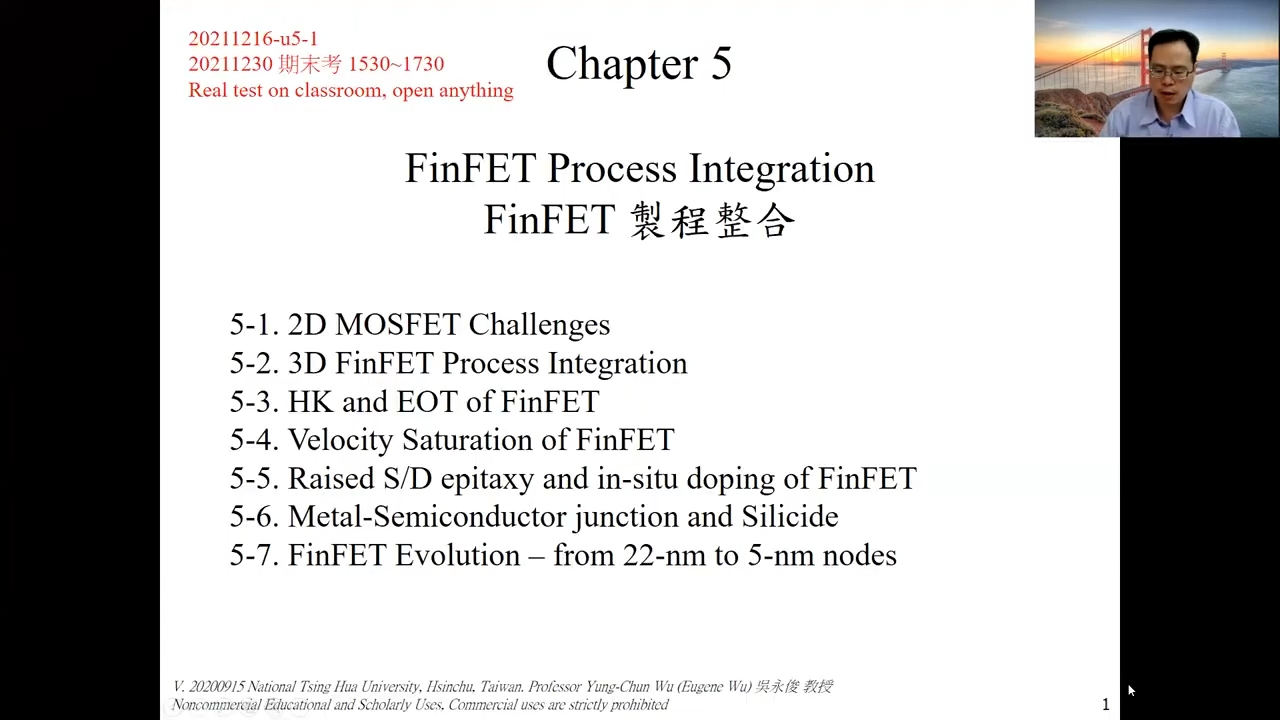 20211216-u5-1
20211230 期末考 1530~1730
Real test on classroom, open anything
Chapter 5
FinFET Process Integration
FinFET 製程整合
5-1. 2D MOSFET Challenges
5-2. 3D FinFET Process Integration
5-3. HK and EOT of FinFET
5-4. Velocity Saturation of FinFET
5-5. Raised S/D epitaxy and in-situ doping of FinFET
5-6. Metal-Semiconductor junction and Silicide
5-7. FinFET Evolution – from 22-nm to 5-nm nodes
V. 20200915 National Tsing Hua University, Hsinchu, Taiwan. Professor Yung-Chun Wu (Eugene Wu) 吳永俊 教授
Noncommercial Educational and Scholarly Uses, Commercial uses are strictly prohibited
1